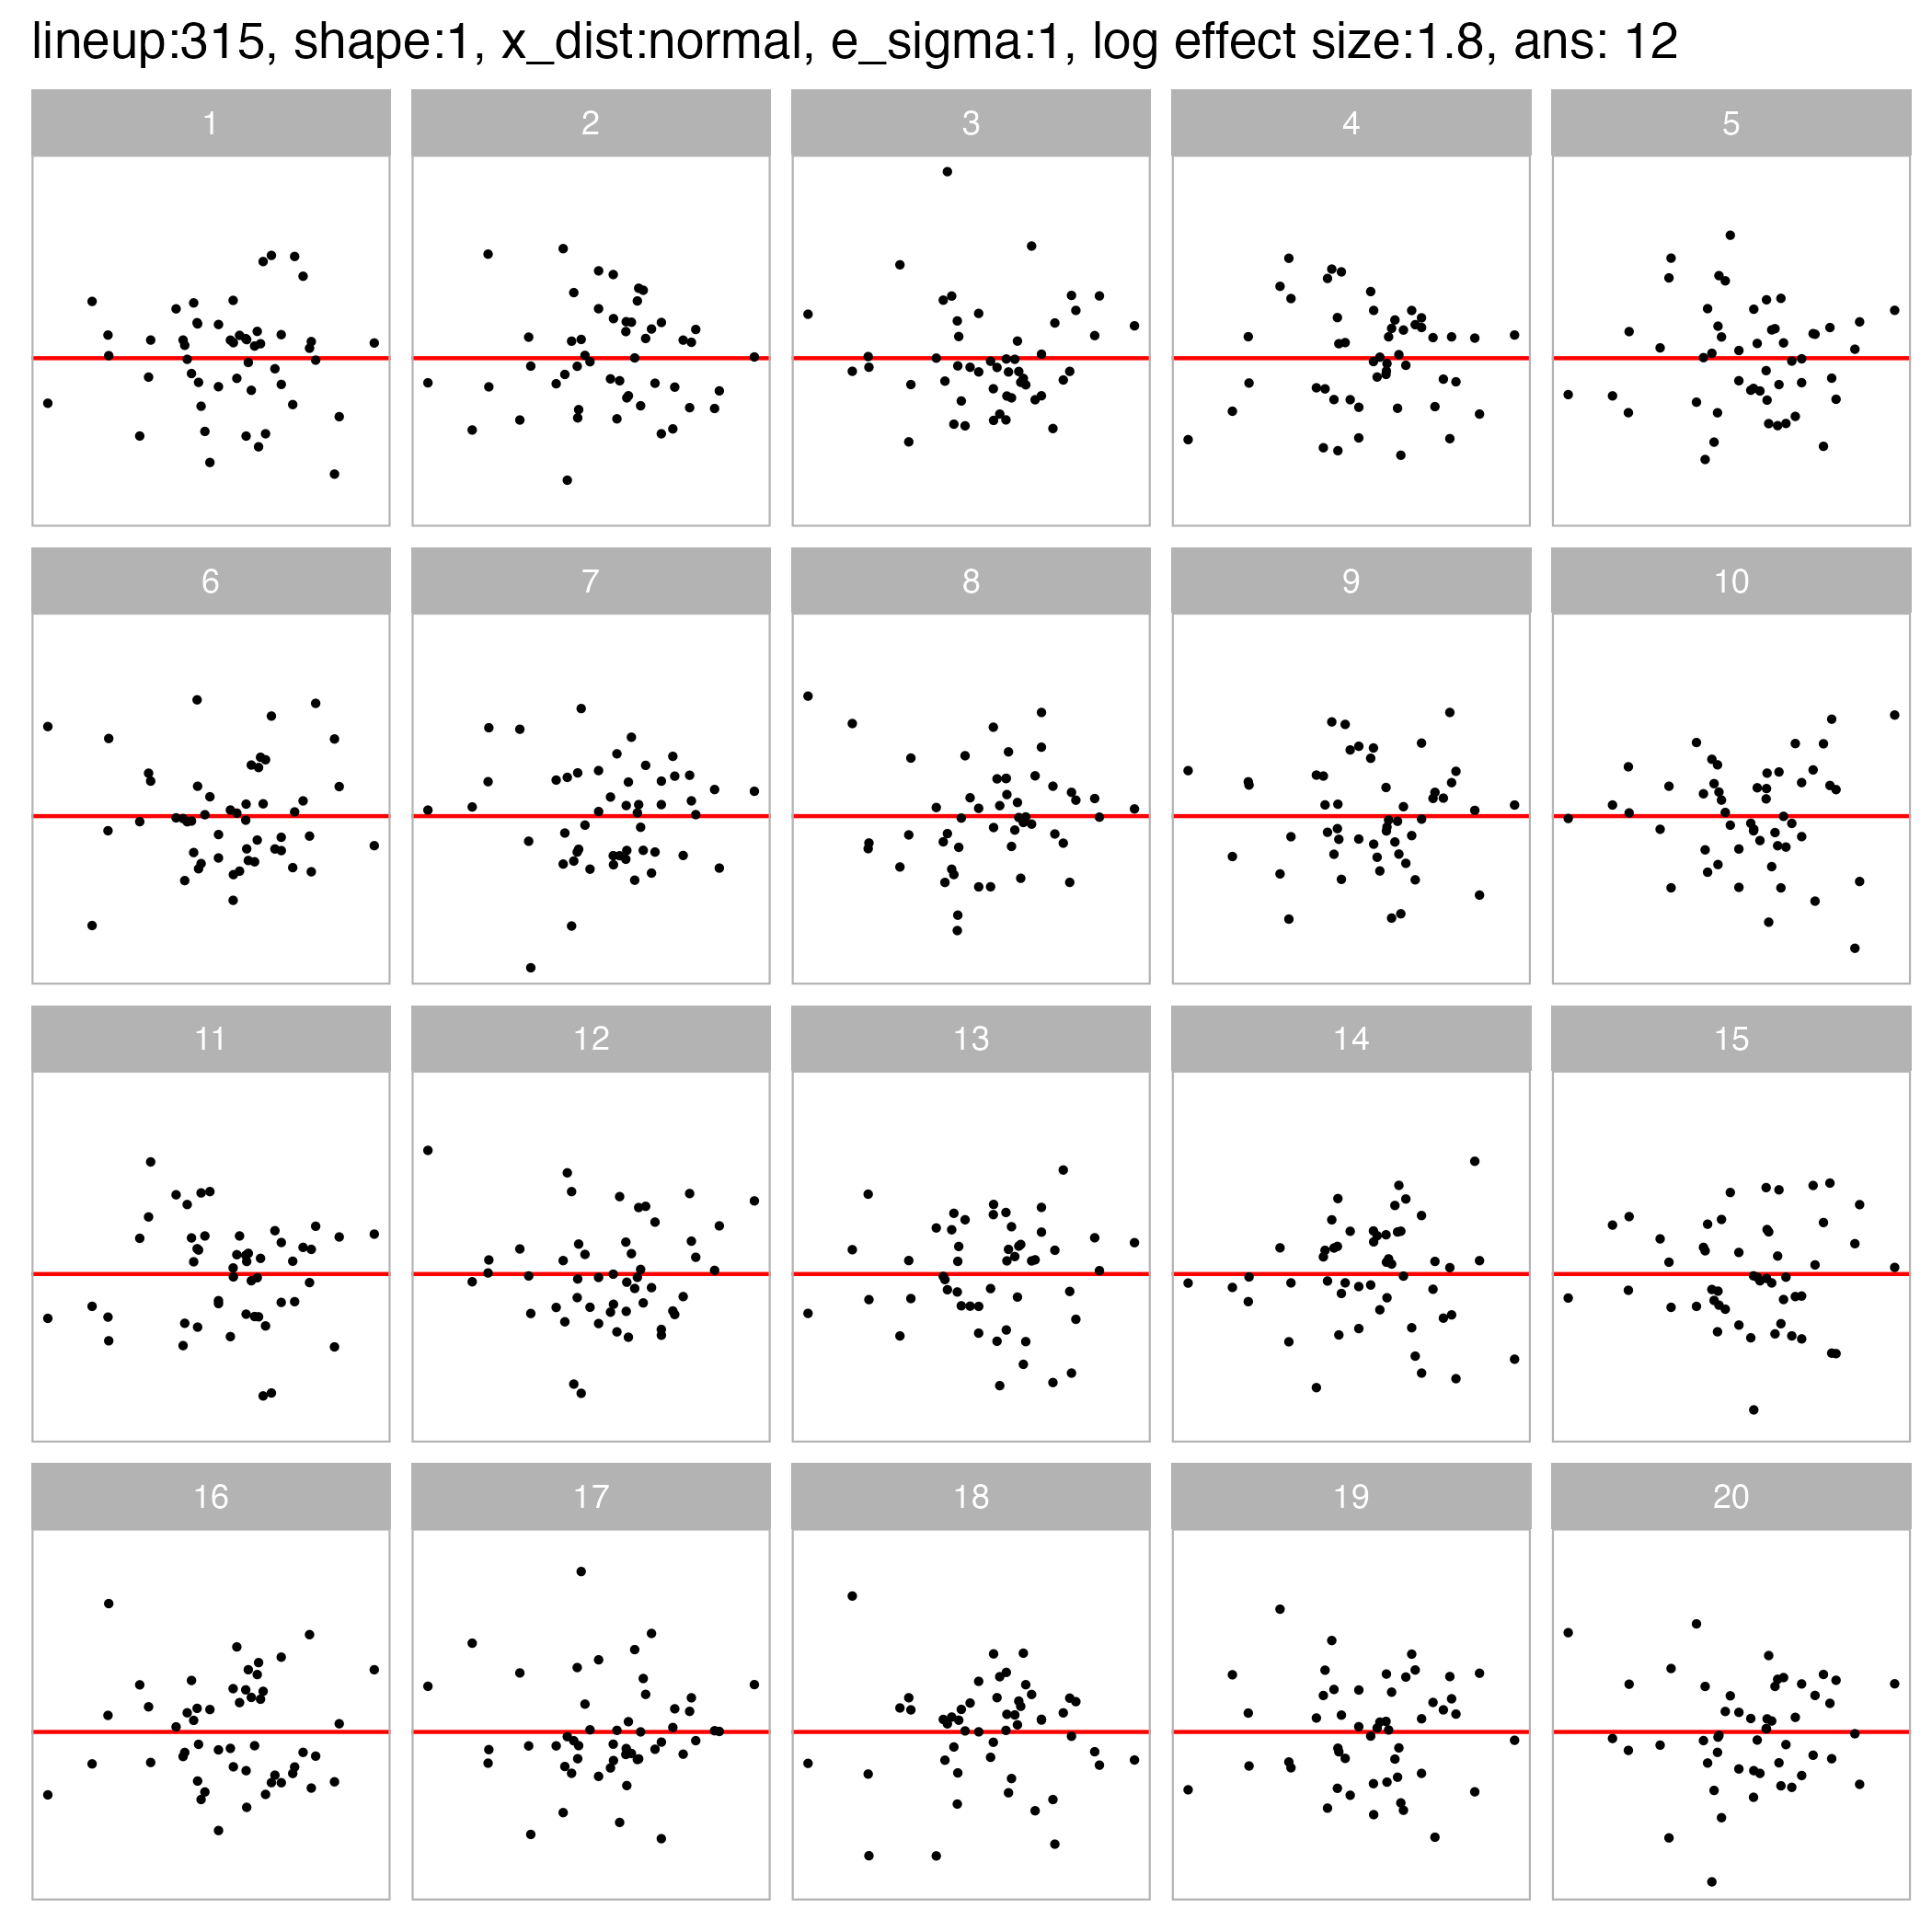 lineup:315, shape:1, x_dist:normal, e_sigma:1, log effect size:1.8, ans: 12
1 2 3 4 5
6 7 8 9 10
11 12 13 14 15
16 17 18 19 20